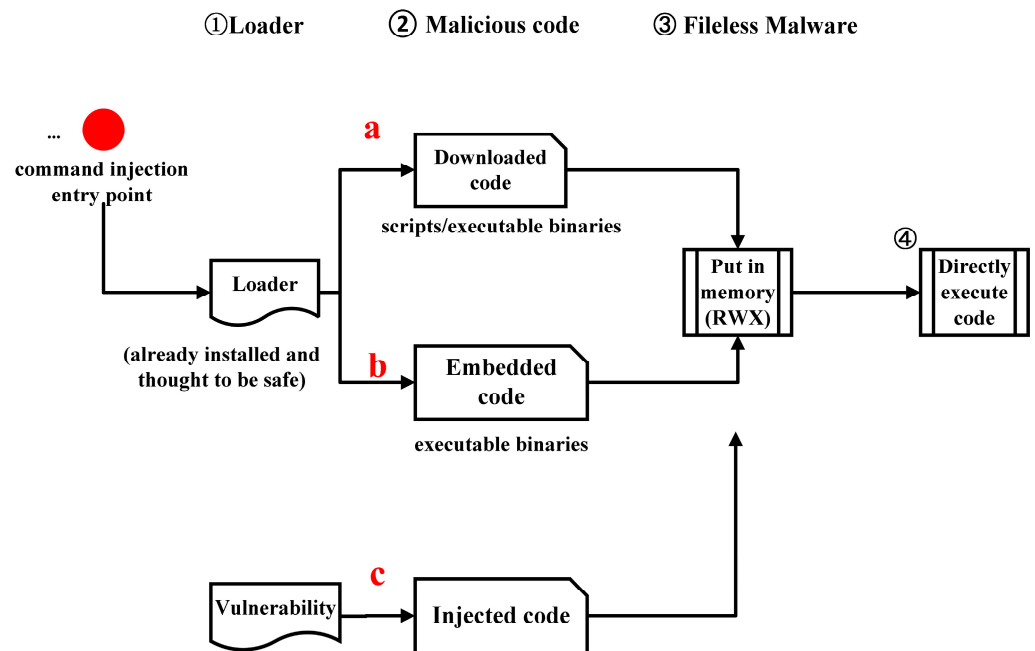 ①Loader
② Malicious code
③ Fileless Malware
...
command injection
entry point
a
Downloaded
code
scripts/executable binaries
Loader
(already installed and
thought to be safe)
b
Embedded
code
executable binaries
Put in
memory
(RWX)
④
Directly
execute
code
Vulnerability
c
Injected code